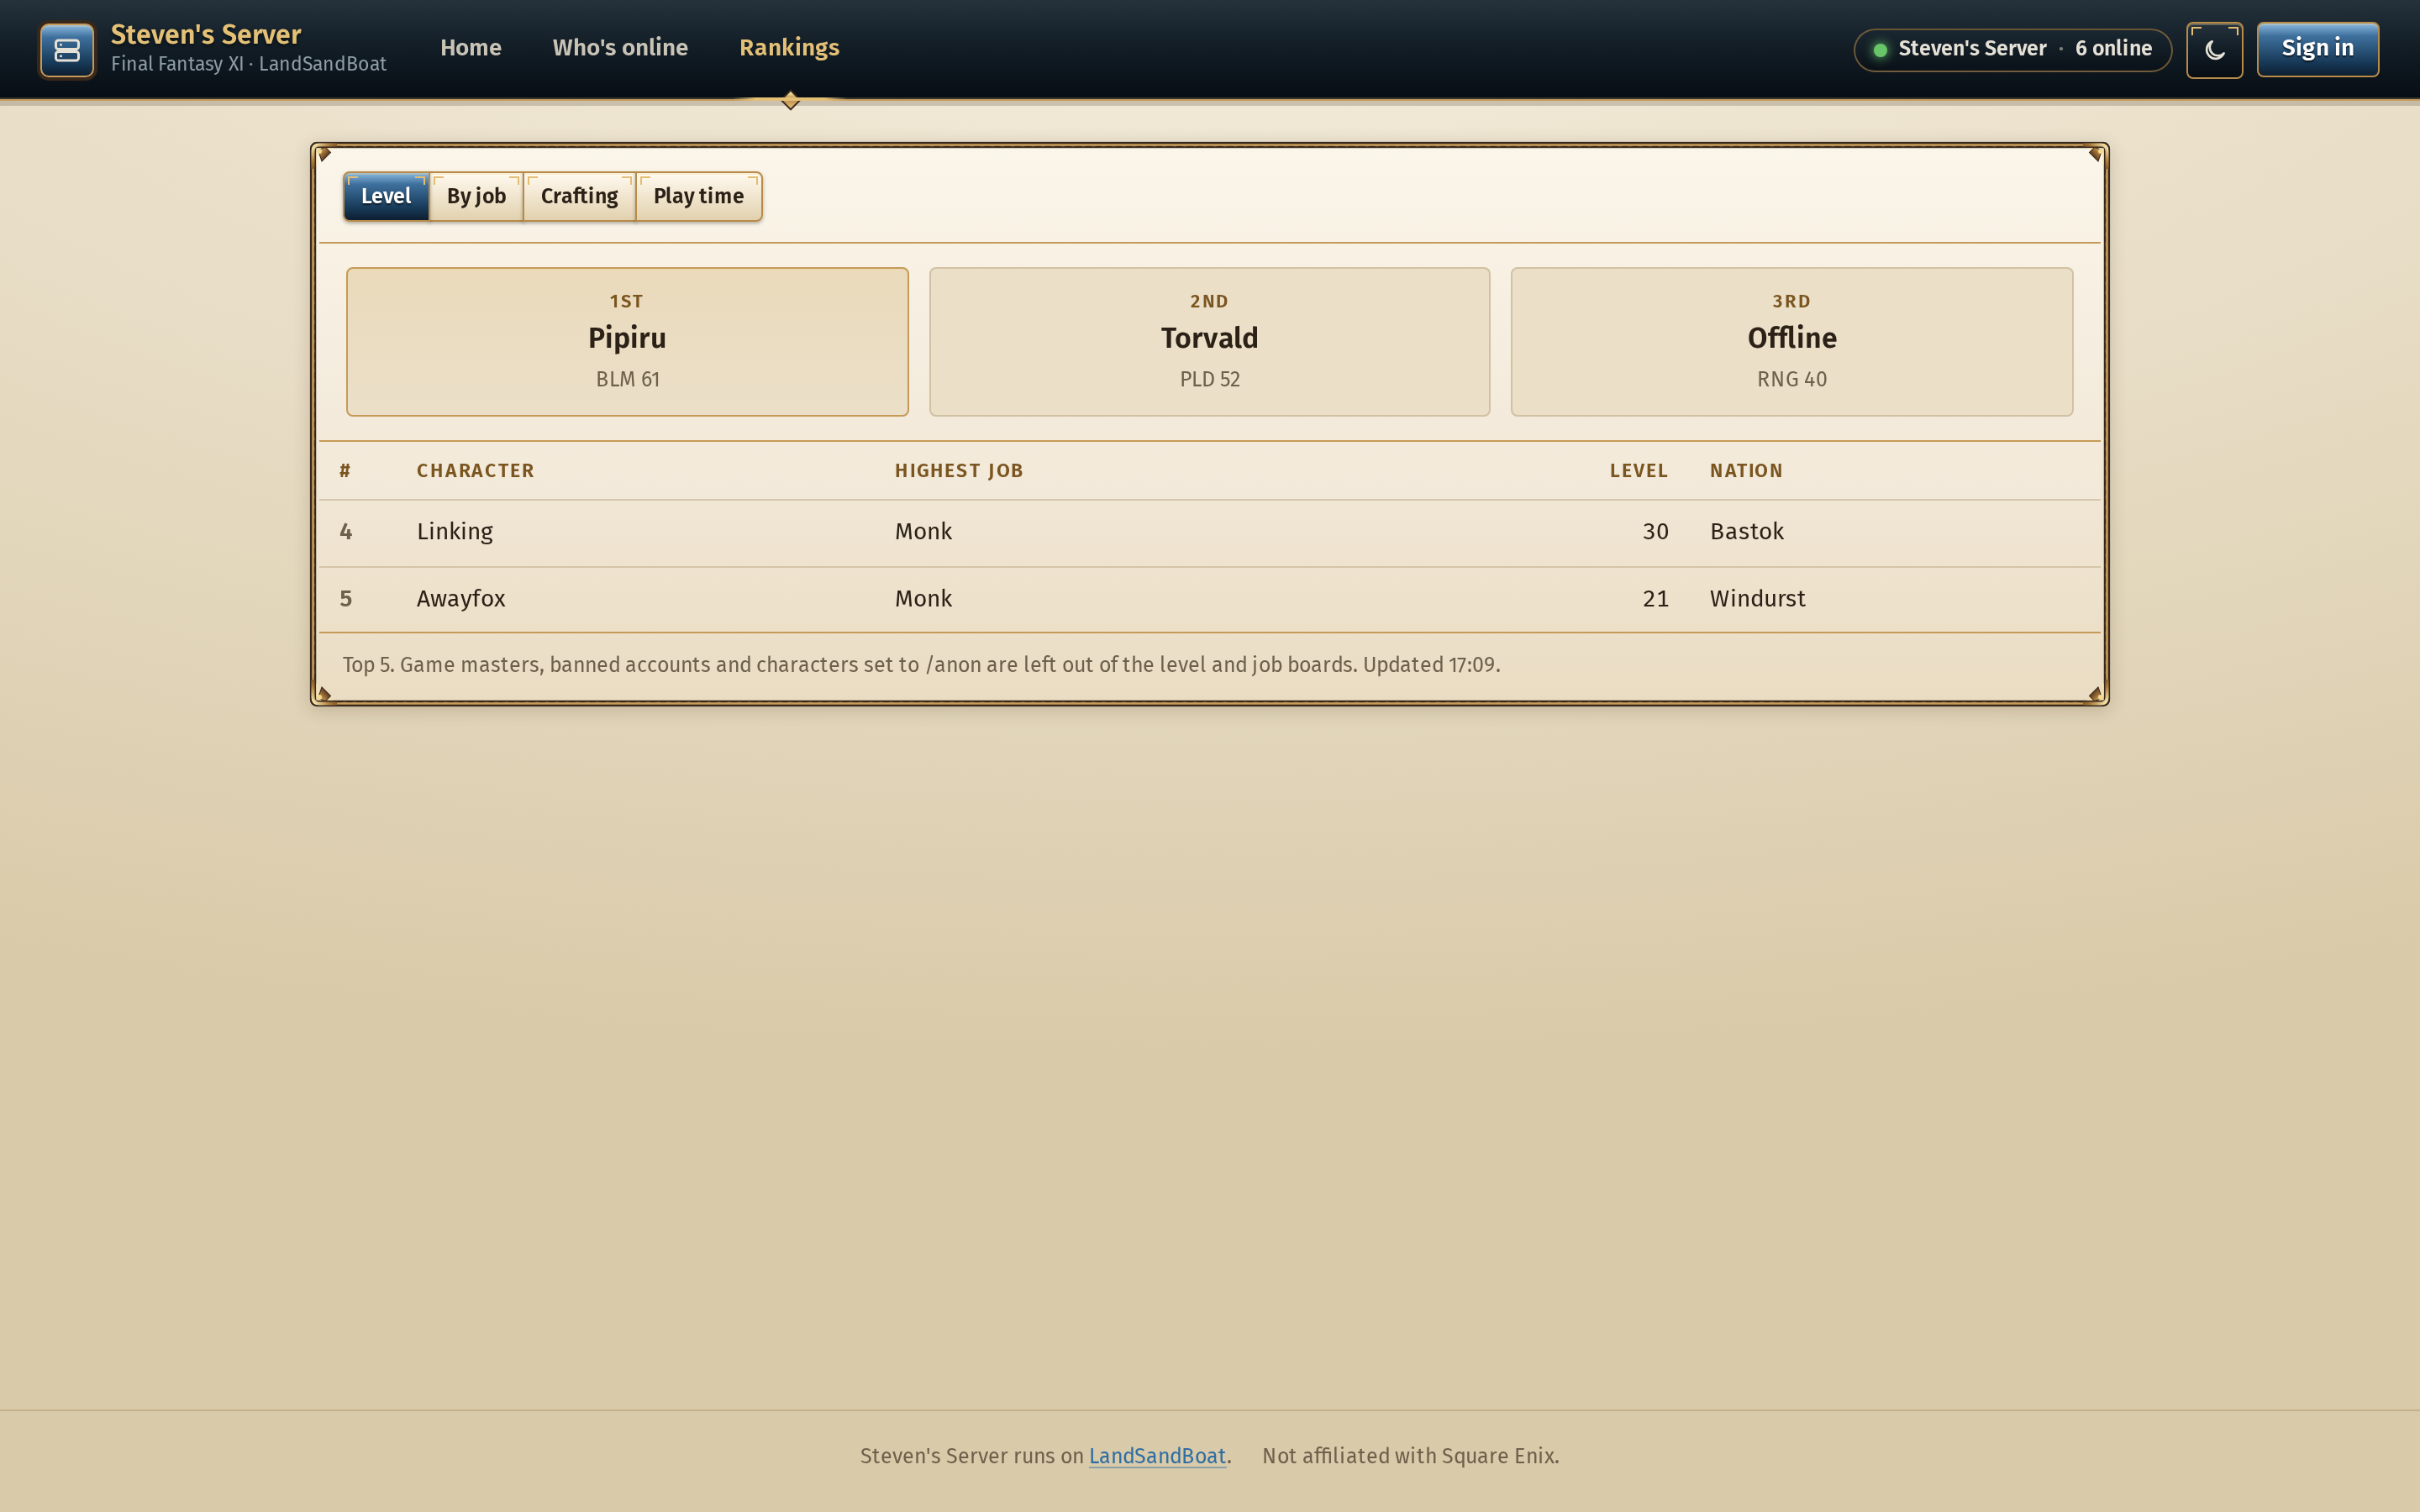 Steven's Server
Final Fantasy XI · LandSandBoat
Home
Who's online
Rankings
Steven's Server · 6 online
Sign in
Level
By job
Crafting
Play time
1ST
Pipiru
BLM 61
2ND
Torvald
PLD 52
3RD
Offline
RNG 40
# CHARACTER HIGHEST JOB LEVEL NATION
4 Linking Monk 30 Bastok
5 Awayfox Monk 21 Windurst
Top 5. Game masters, banned accounts and characters set to /anon are left out of the level and job boards. Updated 17:09.
Steven's Server runs on LandSandBoat. Not affiliated with Square Enix.